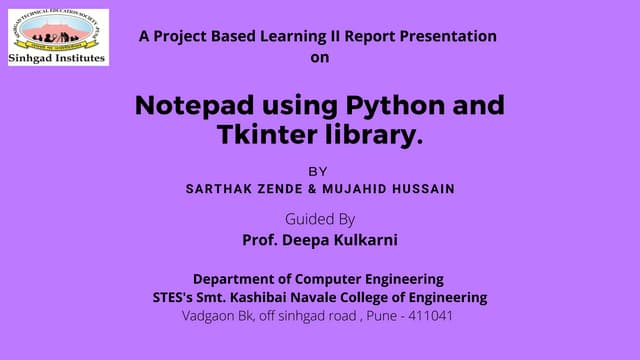 SINHGAD TECHNICAL EDUCATION SOCIETY
Sinhgad Institutes
A Project Based Learning II Report Presentation
on
Notepad using Python and
Tkinter library.
BY
SARTHAK ZENDE & MUJAHID HUSSAIN
Guided By
Prof. Deepa Kulkarni
Department of Computer Engineering
STES's Smt. Kashibai Navale College of Engineering
Vadgaon Bk, off sinhgad road , Pune - 411041